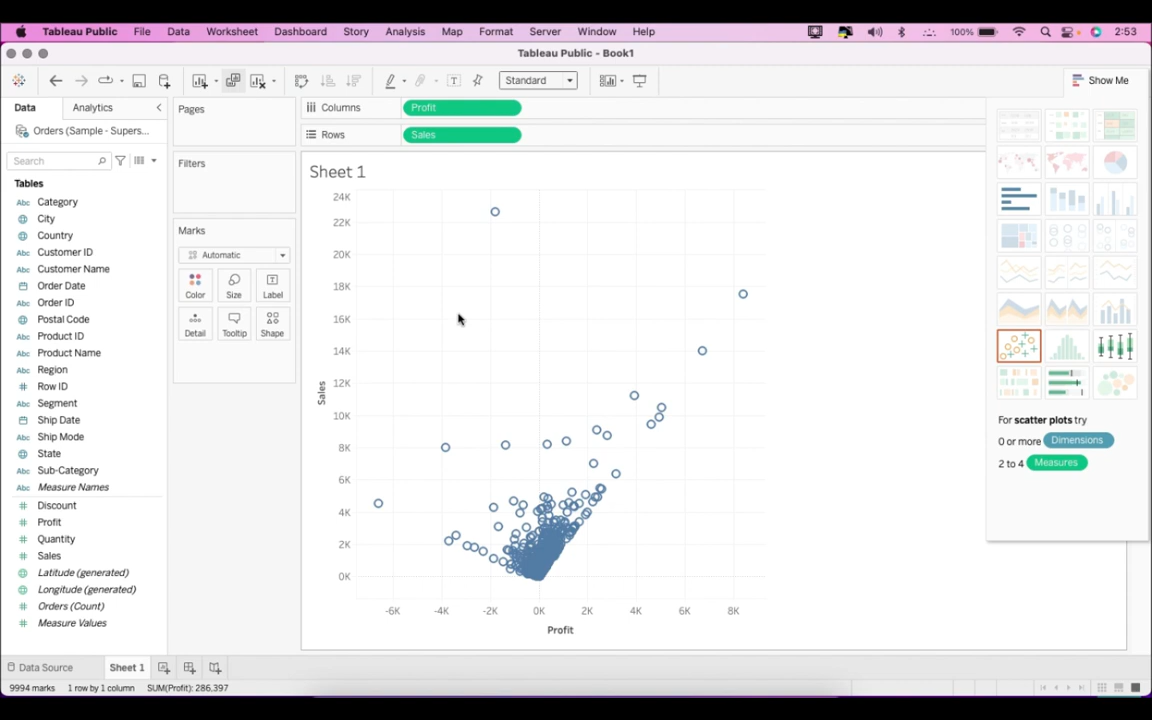 Tableau Public File Data Worksheet Dashboard Story Analysis Map Format Server Window Help 100% 2:53
Tableau Public - Book1
Standard Show Me
Data Analytics
Orders (Sample - Supers...
Search
Tables
Category
City
Country
Customer ID
Customer Name
Order Date
Order ID
Postal Code
Product ID
Product Name
Region
Row ID
Segment
Ship Date
Ship Mode
State
Sub-Category
Measure Names
Discount
Profit
Quantity
Sales
Latitude (generated)
Longitude (generated)
Orders (Count)
Measure Values
Pages
Filters
Marks
Automatic
Color Size Label
Detail Tooltip Shape
Columns Profit
Rows Sales
Sheet 1
24K
22K
20K
18K
16K
14K
12K
10K
8K
6K
4K
2K
0K
Sales
-6K -4K -2K 0K 2K 4K 6K 8K
Profit
For scatter plots try
0 or more Dimensions
2 to 4 Measures
Data Source Sheet 1
9994 marks 1 row by 1 column SUM(Profit): 286,397